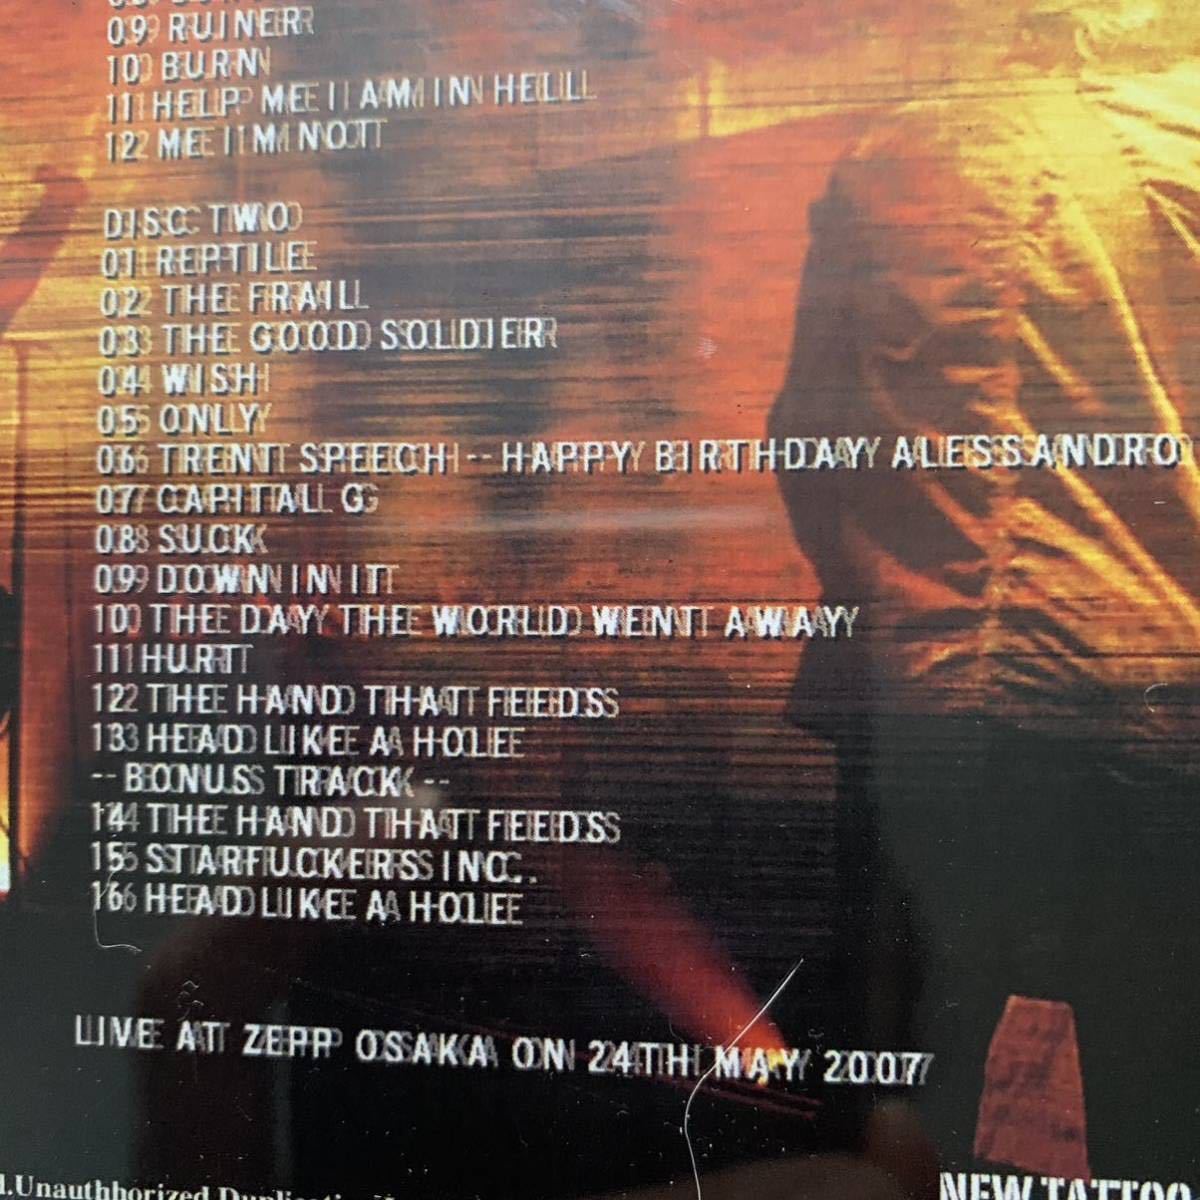 09 RUINER
10 BURN
11 HELP ME I AM IN HELL
12 ME I'M NOT
DISC TWO
01 REPTILE
02 THE FRAIL
03 THE GOOD SOLDIER
04 WISH
05 ONLY
06 TRENT SPEECH -- HAPPY BIRTHDAY ALESSANDRO
07 CAPITAL G
08 SUCK
09 DOWN IN IT
10 THE DAY THE WORLD WENT AWAY
11 HURT
12 THE HAND THAT FEEDS
13 HEAD LIKE A HOLE
-- BONUS TRACK --
14 THE HAND THAT FEEDS
15 STARFUCKERS INC.
16 HEAD LIKE A HOLE
LIVE AT ZEPP OSAKA ON 24TH MAY 2007
.Unauthhorized Duplication
NEW TATTOO